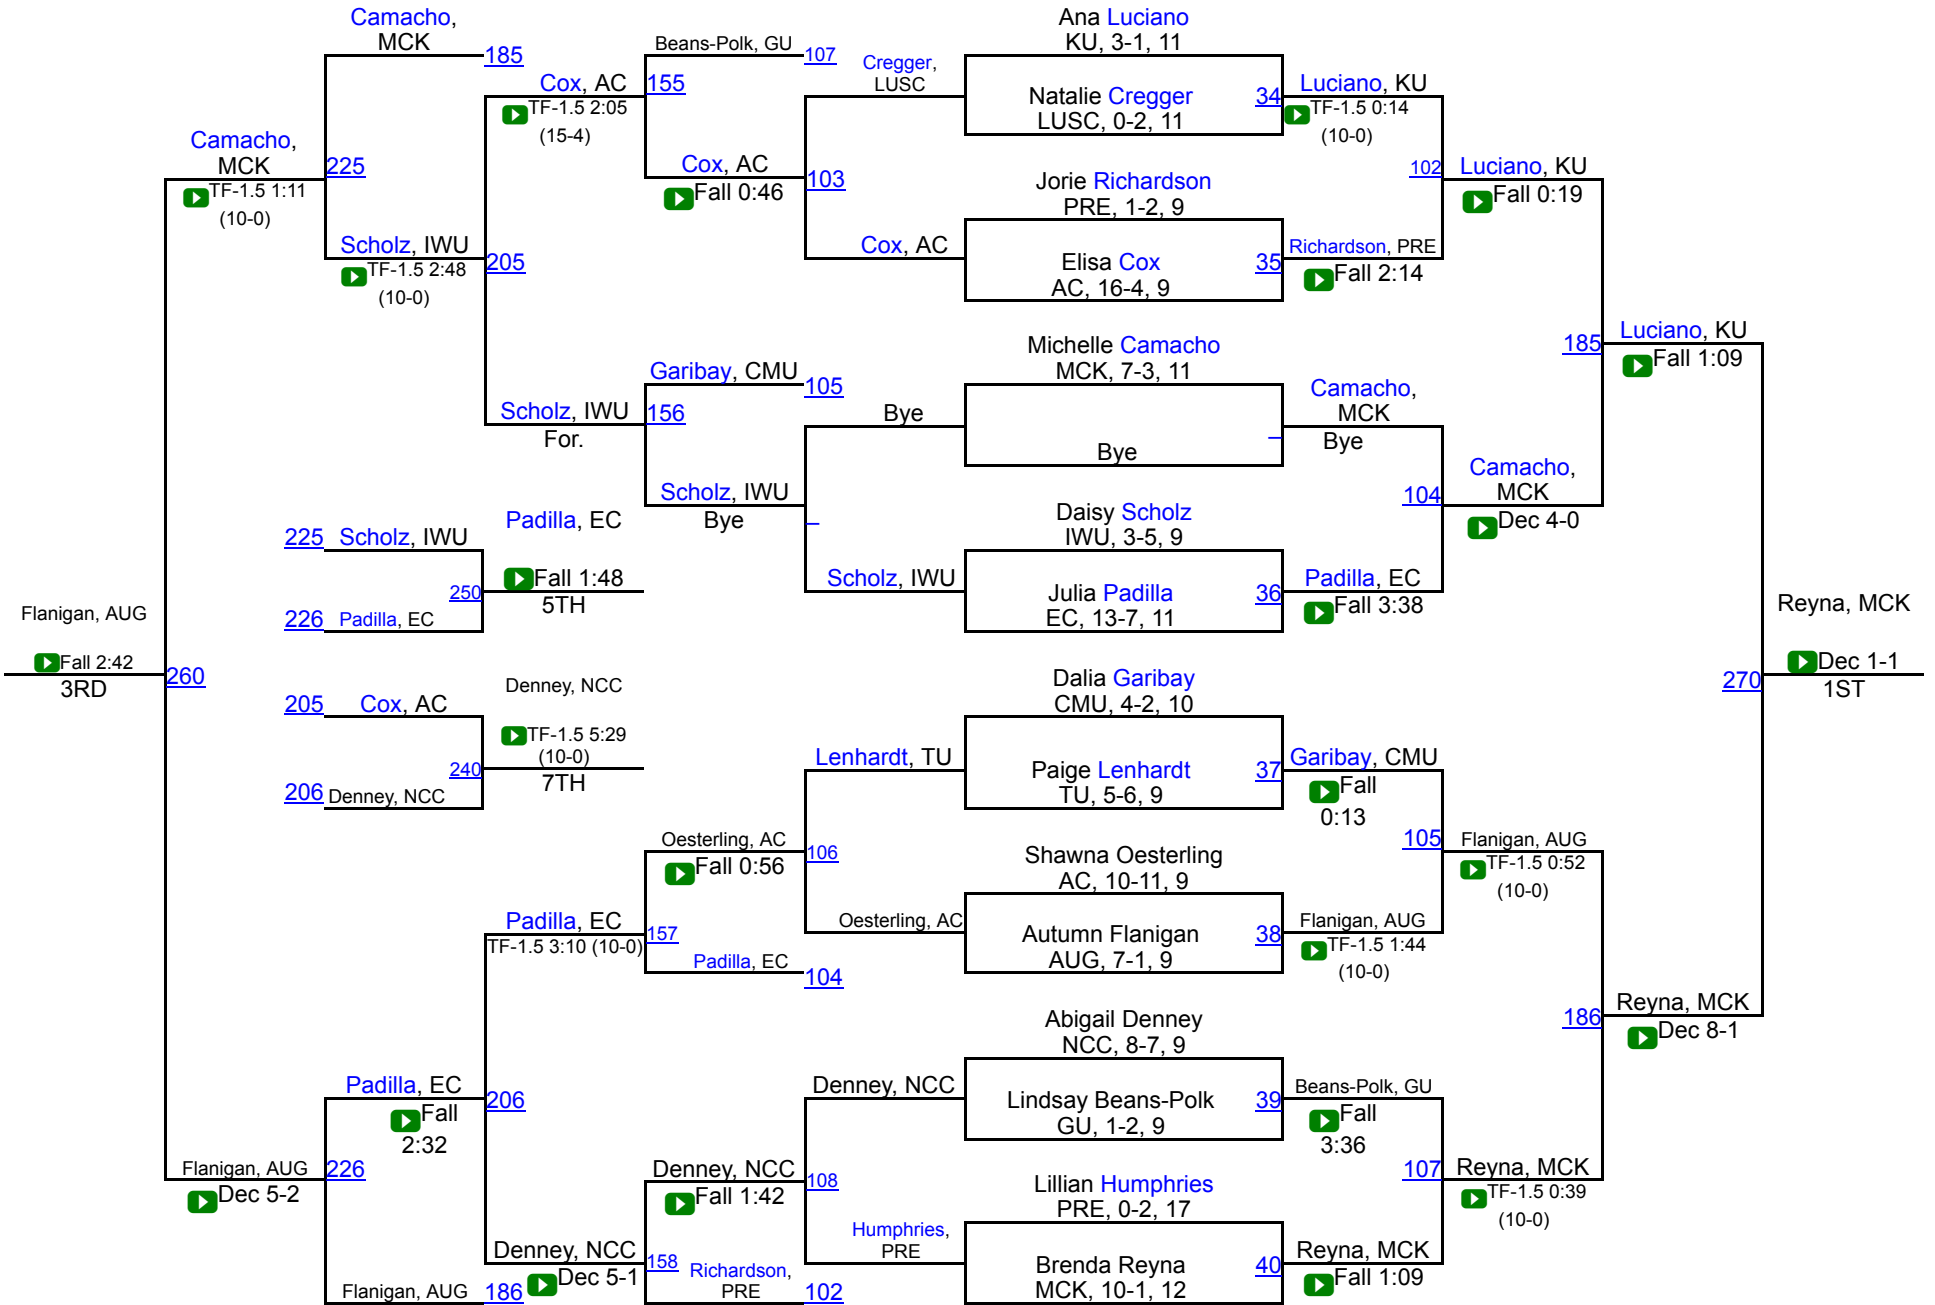 Camacho,
MCK
185
Camacho,
MCK
TF-1.5 1:11
(10-0)
225
Scholz, IWU
TF-1.5 2:48
(10-0)
205
Cox, AC
TF-1.5 2:05
(15-4)
155
Beans-Polk, GU
107
Cox, AC
Fall 0:46
103
Cregger,
LUSC
Cox, AC
Garibay, CMU
105
Scholz, IWU
For.
156
Scholz, IWU
Bye
Bye
Scholz, IWU
225
Scholz, IWU
226
Padilla, EC
250
Padilla, EC
Fall 1:48
5TH
Flanigan, AUG
Fall 2:42
3RD
260
205
Cox, AC
206
Denney, NCC
240
Denney, NCC
TF-1.5 5:29
(10-0)
7TH
Lenhardt, TU
Oesterling, AC
Fall 0:56
106
Oesterling, AC
Padilla, EC
TF-1.5 3:10 (10-0)
157
Padilla, EC
104
Padilla, EC
Fall
2:32
206
Flanigan, AUG
Dec 5-2
226
Flanigan, AUG
186
Denney, NCC
Dec 5-1
158
Denney, NCC
Fall 1:42
108
Denney, NCC
Humphries,
PRE
Richardson,
PRE
102
Ana Luciano
KU, 3-1, 11
Natalie Cregger
LUSC, 0-2, 11
34
Luciano, KU
TF-1.5 0:14
(10-0)
Jorie Richardson
PRE, 1-2, 9
Elisa Cox
AC, 16-4, 9
35
Richardson, PRE
Fall 2:14
102
Luciano, KU
Fall 0:19
Michelle Camacho
MCK, 7-3, 11
Bye
Camacho,
MCK
Bye
Daisy Scholz
IWU, 3-5, 9
Julia Padilla
EC, 13-7, 11
36
Padilla, EC
Fall 3:38
104
Camacho,
MCK
Dec 4-0
185
Luciano, KU
Fall 1:09
Dalia Garibay
CMU, 4-2, 10
Paige Lenhardt
TU, 5-6, 9
37
Garibay, CMU
Fall
0:13
Shawna Oesterling
AC, 10-11, 9
Autumn Flanigan
AUG, 7-1, 9
38
Flanigan, AUG
TF-1.5 1:44
(10-0)
105
Flanigan, AUG
TF-1.5 0:52
(10-0)
Abigail Denney
NCC, 8-7, 9
Lindsay Beans-Polk
GU, 1-2, 9
39
Beans-Polk, GU
Fall
3:36
Lillian Humphries
PRE, 0-2, 17
Brenda Reyna
MCK, 10-1, 12
40
Reyna, MCK
Fall 1:09
107
Reyna, MCK
TF-1.5 0:39
(10-0)
186
Reyna, MCK
Dec 8-1
270
Reyna, MCK
Dec 1-1
1ST